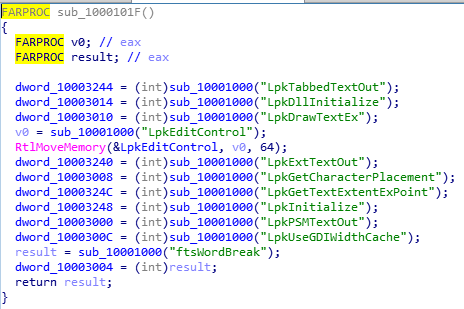 FARPROC sub_1000101F()
{
FARPROC v0; // eax
FARPROC result; // eax
dword_10003244 = (int)sub_10001000("LpkTabbedTextOut");
dword_10003014 = (int)sub_10001000("LpkDllInitialize");
dword_10003010 = (int)sub_10001000("LpkDrawTextEx");
v0 = sub_10001000("LpkEditControl");
RtlMoveMemory(&LpkEditControl, v0, 64);
dword_10003240 = (int)sub_10001000("LpkExtTextOut");
dword_10003008 = (int)sub_10001000("LpkGetCharacterPlacement");
dword_1000324C = (int)sub_10001000("LpkGetTextExtentExPoint");
dword_10003248 = (int)sub_10001000("LpkInitialize");
dword_10003000 = (int)sub_10001000("LpkPSMTextOut");
dword_1000300C = (int)sub_10001000("LpkUseGDIWidthCache");
result = sub_10001000("ftsWordBreak");
dword_10003004 = (int)result;
return result;
}